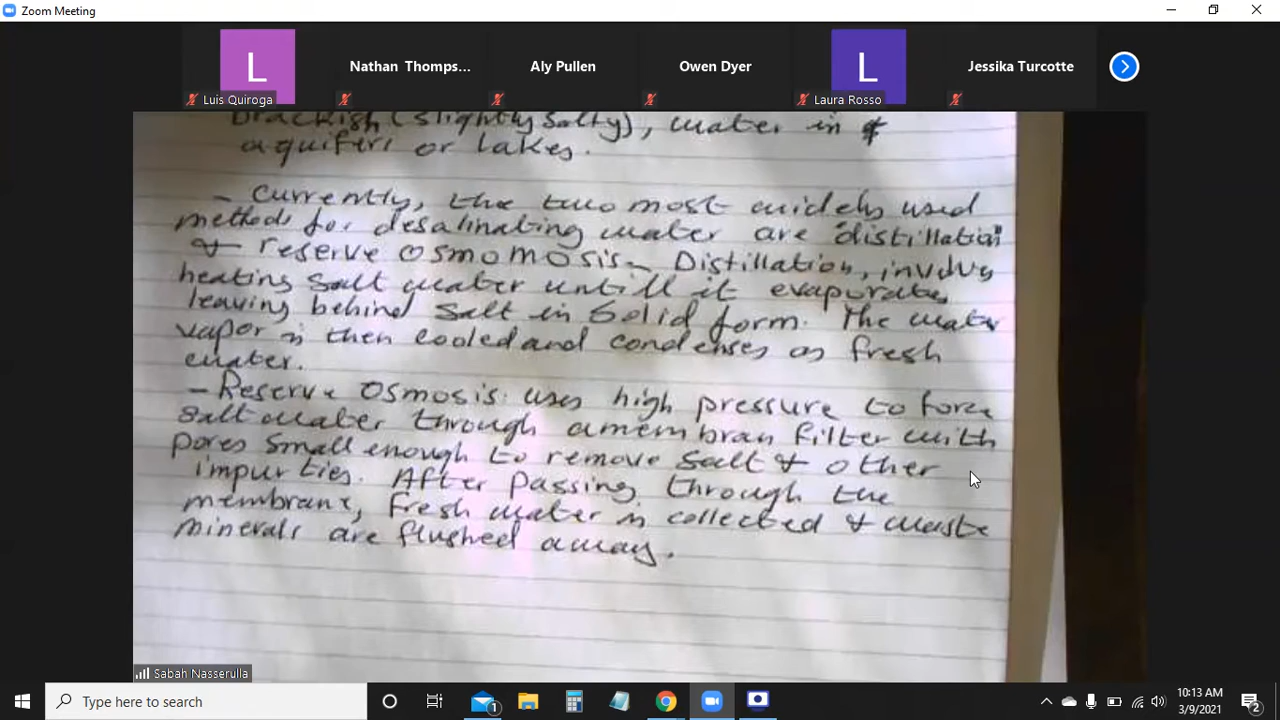 Zoom Meeting
L
Nathan Thomps...
Aly Pullen
Owen Dyer
L
Jessika Turcotte
Luis Quiroga
Laura Rosso
brackish (slightly salty), water in
aquifers or lakes.
- Currently, the two most widely used
methods for desalinating water are distillation
& reserve osmomosis - Distillation, involves
heating salt water untill it evaporates
leaving behind salt in solid form. The water
vapor is then cooled and condenses as fresh
water.
- Reserve osmosis: uses high pressure to force
salt water through a membran filter with
pores small enough to remove salt & other
impurties. After passing through the
membrane, Fresh water is collected & waste
minerals are flushed away.
Sabah Nasserulla
Type here to search
1
10:13 AM
3/9/2021
2